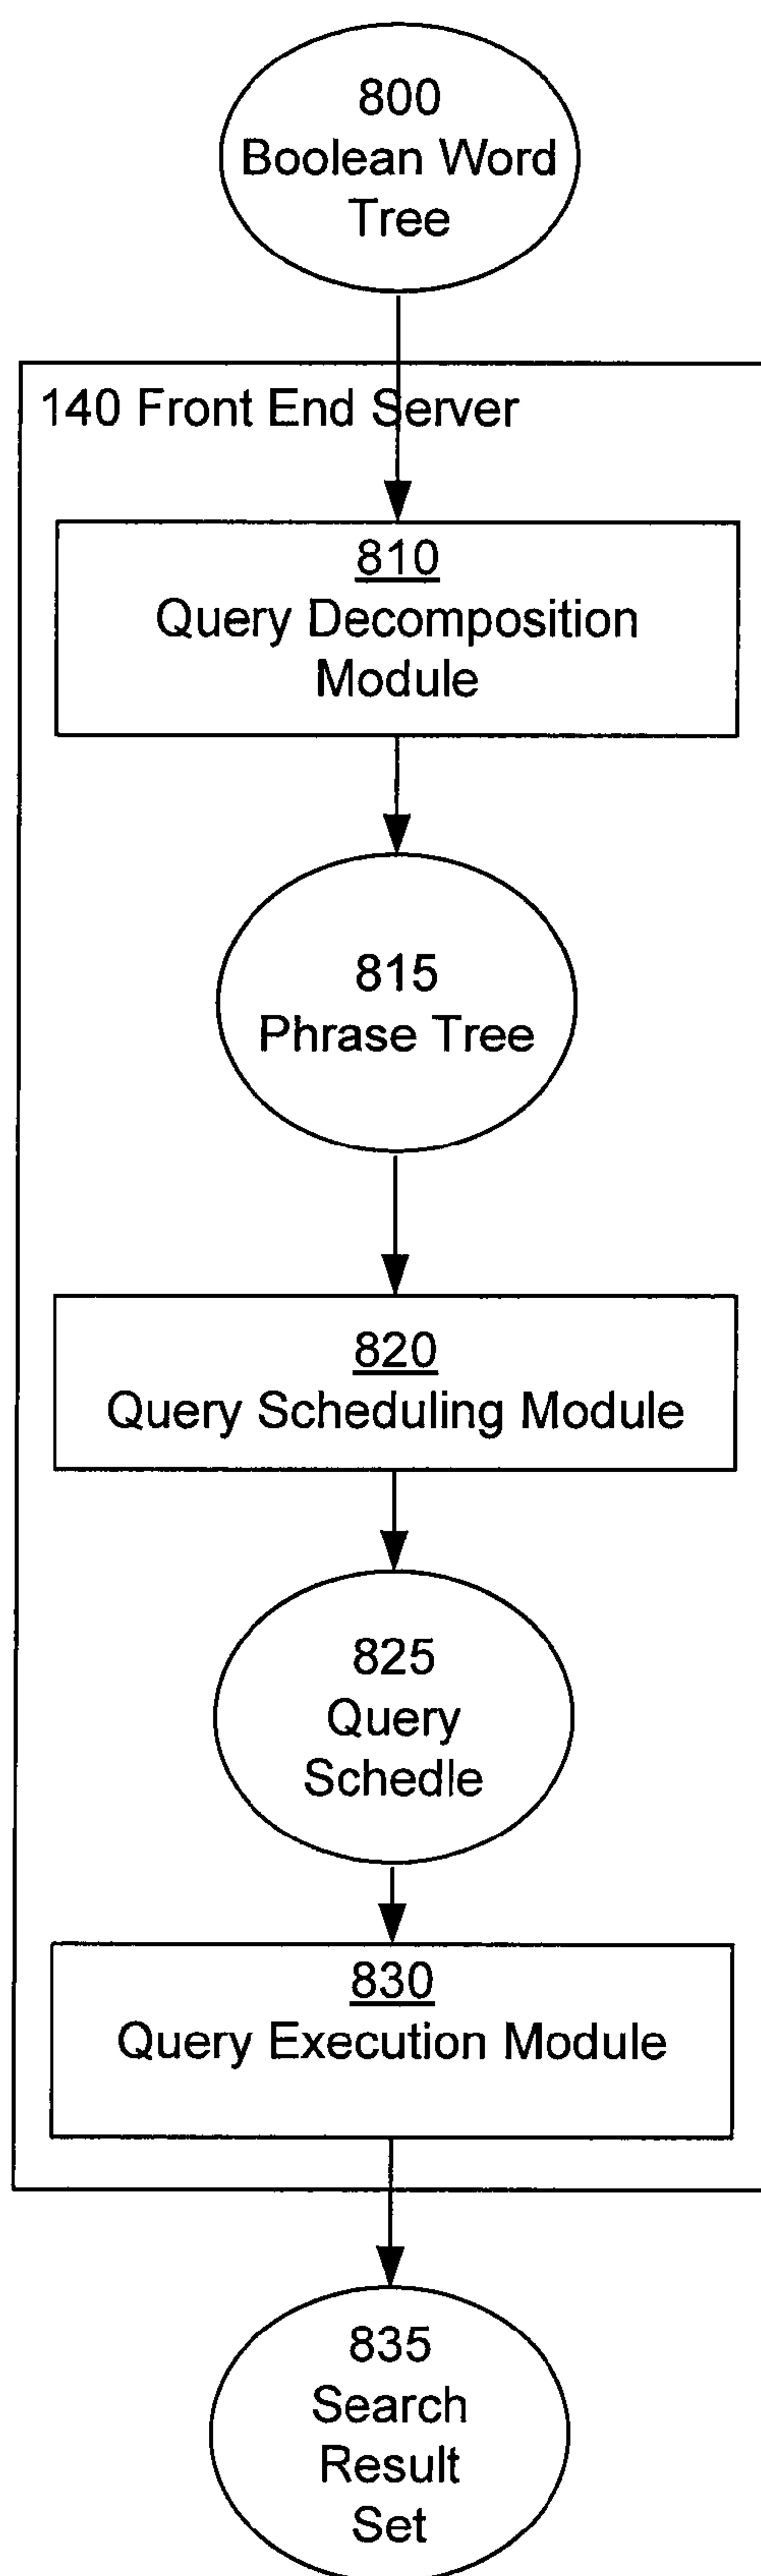 800
Boolean Word
Tree
140 Front End Server
810
Query Decomposition
Module
815
Phrase Tree
820
Query Scheduling Module
825
Query
Schedle
830
Query Execution Module
835
Search
Result
Set